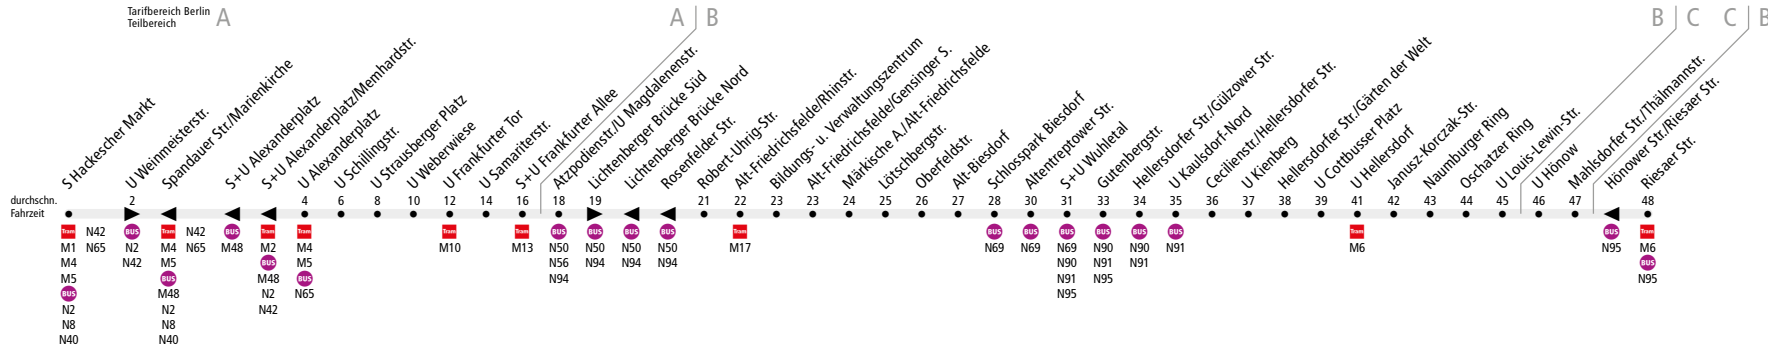 Tarifbereich Berlin
Teilbereich
A
A
B
B
C
C
B
S Hackescher Markt
U Weinmeisterstr.
Spandauer Str./Marienkirche
S+U Alexanderplatz
S+U Alexanderplatz/Memhardstr.
U Alexanderplatz
U Schillingstr.
U Strausberger Platz
U Weberwiese
U Frankfurter Tor
U Samariterstr.
S+U Frankfurter Allee
Atzpodienstr./U Magdalenenstr.
Lichtenberger Brücke Süd
Lichtenberger Brücke Nord
Rosenfelder Str.
Robert-Uhrig-Str.
Alt-Friedrichsfelde/Rhinstr.
Bildungs- u. Verwaltungszentrum
Alt-Friedrichsfelde/Gensinger S.
Märkische A./Alt-Friedrichsfelde
Lötschbergstr.
Oberfeldstr.
Alt-Biesdorf
Schlosspark Biesdorf
Altentreptower Str.
S+U Wuhletal
Gutenbergstr.
Hellersdorfer Str./Gülzower Str.
U Kaulsdorf-Nord
Cecilienstr./Hellersdorfer Str.
U Kienberg
Hellersdorfer Str./Gärten der Welt
U Cottbusser Platz
U Hellersdorf
Janusz-Korczak-Str.
Naumburger Ring
Oschatzer Ring
U Louis-Lewin-Str.
U Hönow
Mahlsdorfer Str./Thälmannstr.
Hönower Str./Riesaer Str.
Riesaer Str.
durchschn. 2 4 6 8 10 12 14 16 18 19 21 22 23 23 24 25 26 27 28 30 31 33 34 35 36 37 38 39 41 42 43 44 45 46 47 48
Fahrzeit
Tram N42 BUS Tram N42 BUS Tram Tram Tram Tram BUS BUS BUS BUS Tram BUS BUS BUS BUS BUS BUS Tram BUS Tram
M1 N65 N2 M4 N65 M48 M2 M4 M10 M13 N50 N50 N50 N50 M17 N69 N69 N69 N90 N90 N91 M6 N95 M6
M4 N42 M5 BUS M5 N56 N94 N94 N94 N90 N91 N91 BUS
M5 BUS M48 BUS N94 N91 N95 N95
BUS M48 N2 N65 N95
N2 N2 N42
N8 N8
N40 N40